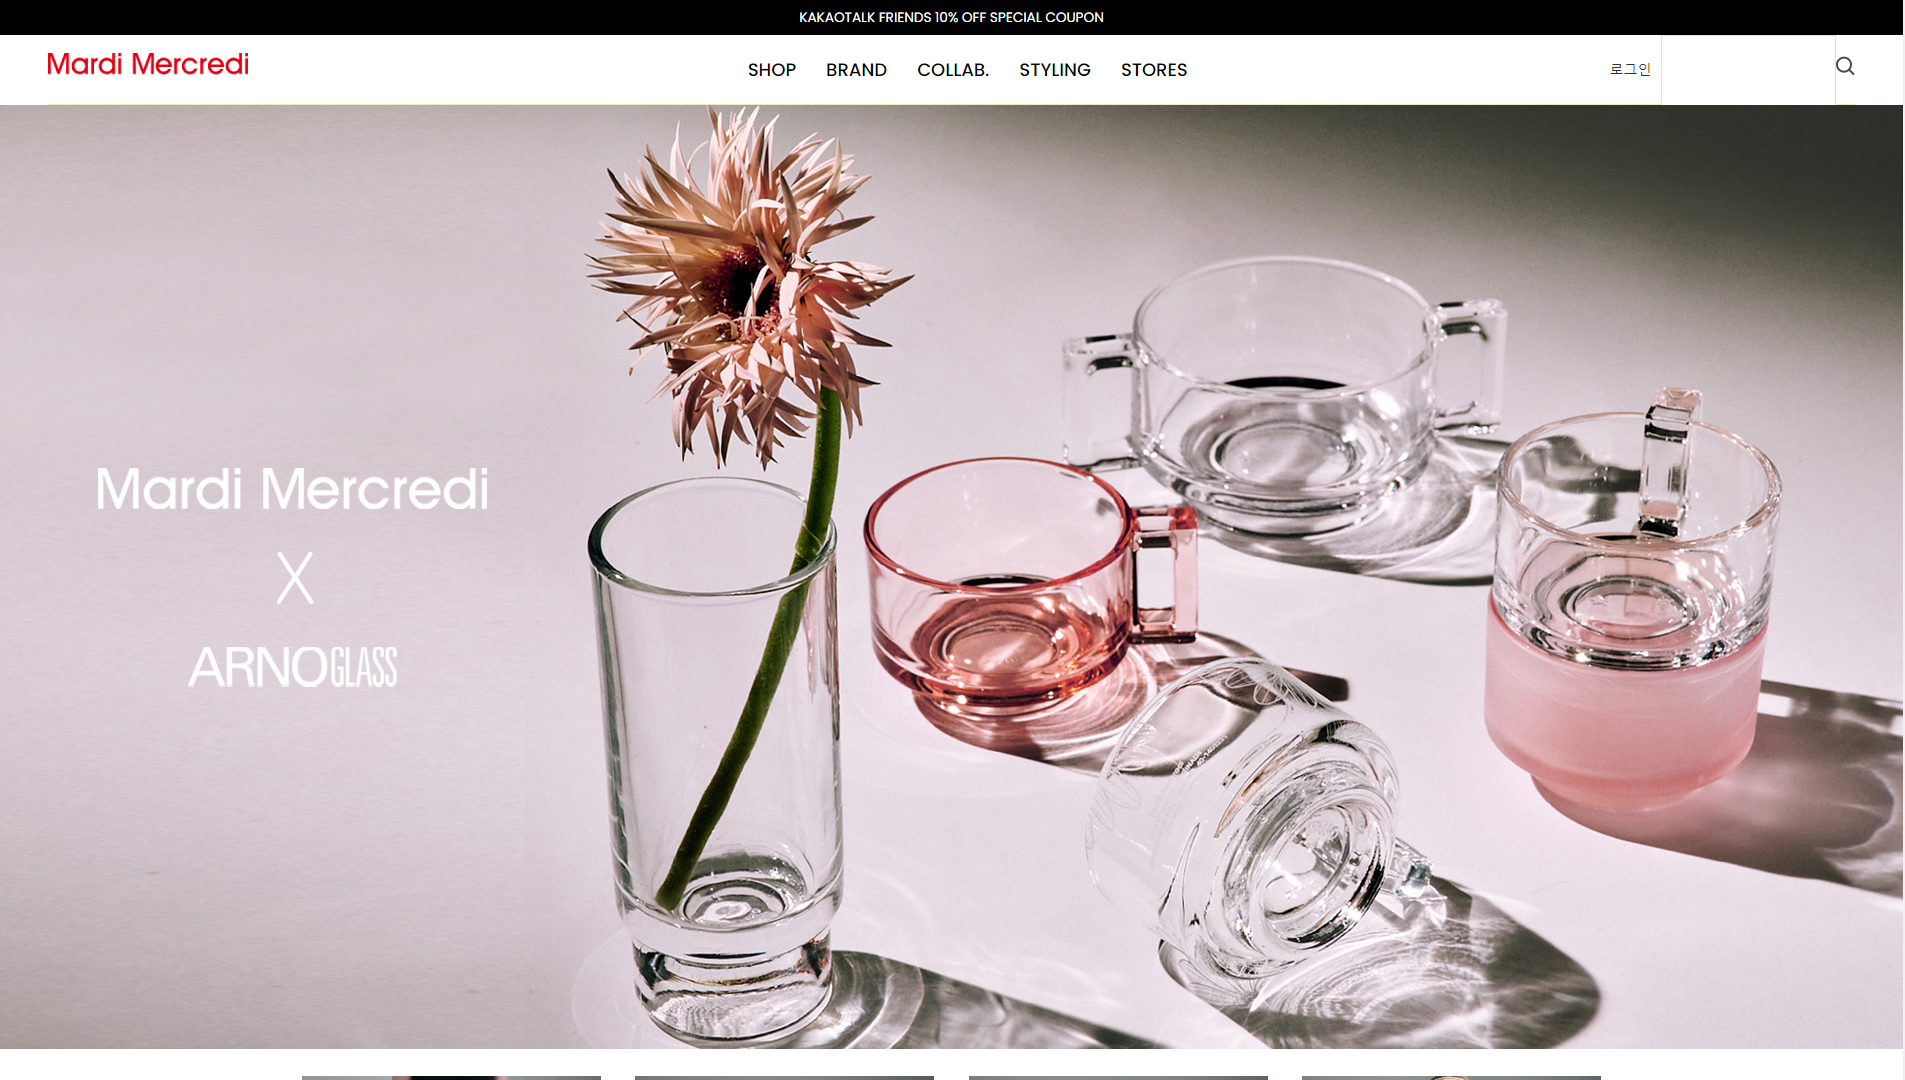 KAKAOTALK FRIENDS 10% OFF SPECIAL COUPON
Mardi Mercredi
SHOP BRAND COLLAB. STYLING STORES
로그인
Mardi Mercredi
X
ARNOGLASS